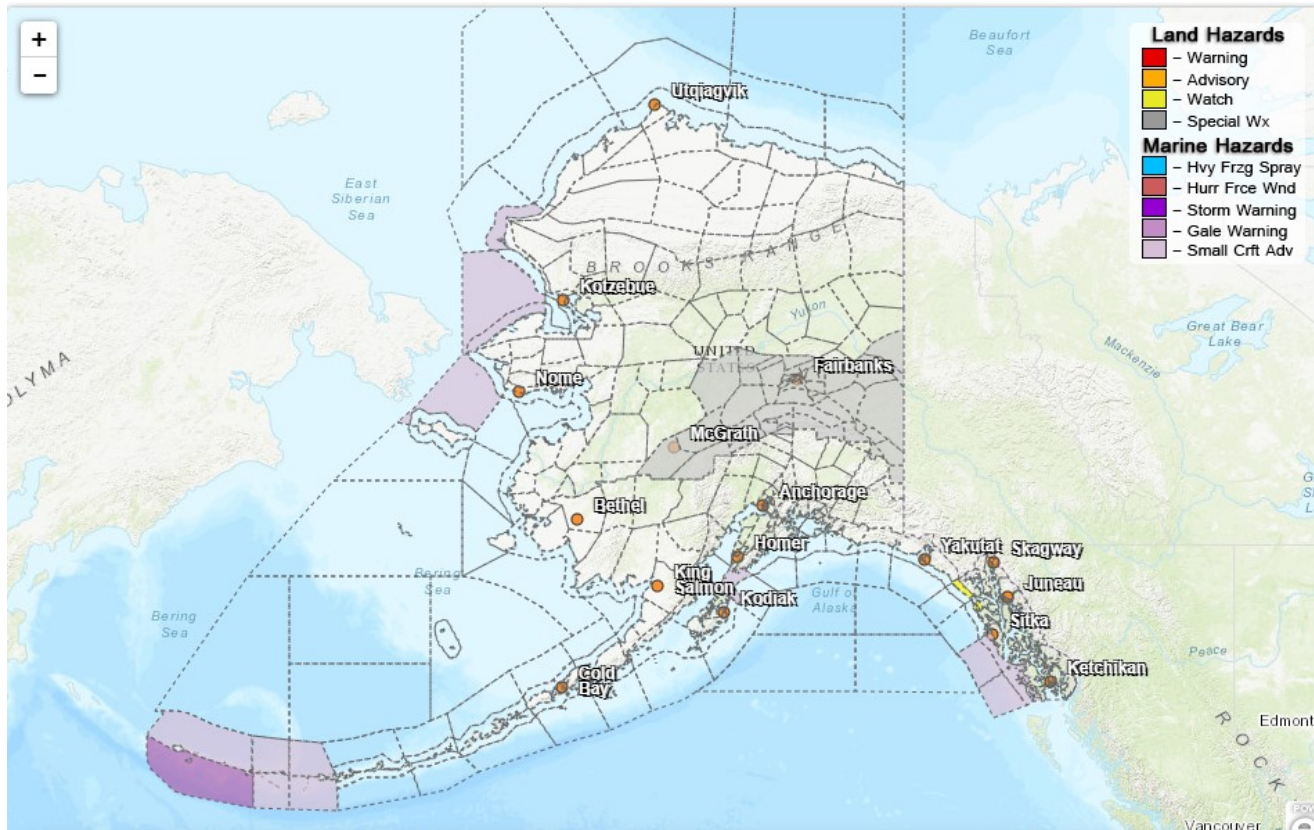 +
−
Beaufort
Sea
Land Hazards
– Warning
– Advisory
– Watch
– Special Wx
Marine Hazards
– Hvy Frzg Spray
– Hurr Frce Wnd
– Storm Warning
– Gale Warning
– Small Crft Adv
Utqiagvik
East
Siberian
Sea
BROOKS RANGE
Kotzebue
Yukon
Great Bear
Lake
Mackenzie
UNITED
STATES
Fairbanks
OLYMA
Nome
McGrath
Anchorage
Bethel
Homer
Yakutat
Skagway
King
Salmon
Bering
Sea
Kodiak
Gulf of
Alaska
Juneau
Bering
Sea
Sitka
Peace
Cold
Bay
Ketchikan
ROCK
Edmont
Vancouver